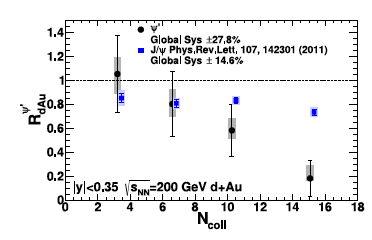 ψ'
Global Sys ±27.8%
J/ψ Phys.Rev.Lett, 107, 142301 (2011)
Global Sys ± 14.6%
1.4
1.2
1
0.8
0.6
0.4
0.2
0
R^ψ'_dAu
|y|<0.35 √s_NN=200 GeV d+Au
0 2 4 6 8 10 12 14 16 18
N_coll